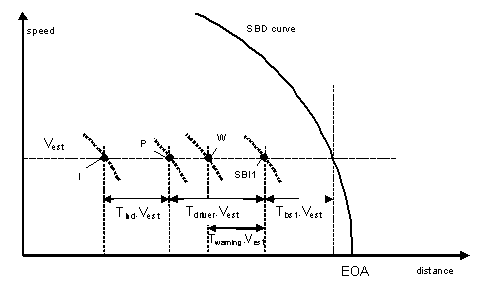 speed
SBD curve
Vest
P
W
I
SBI1
Tind.Vest
Tdriver.Vest
Tbs1.Vest
Twarning.Vest
EOA
distance